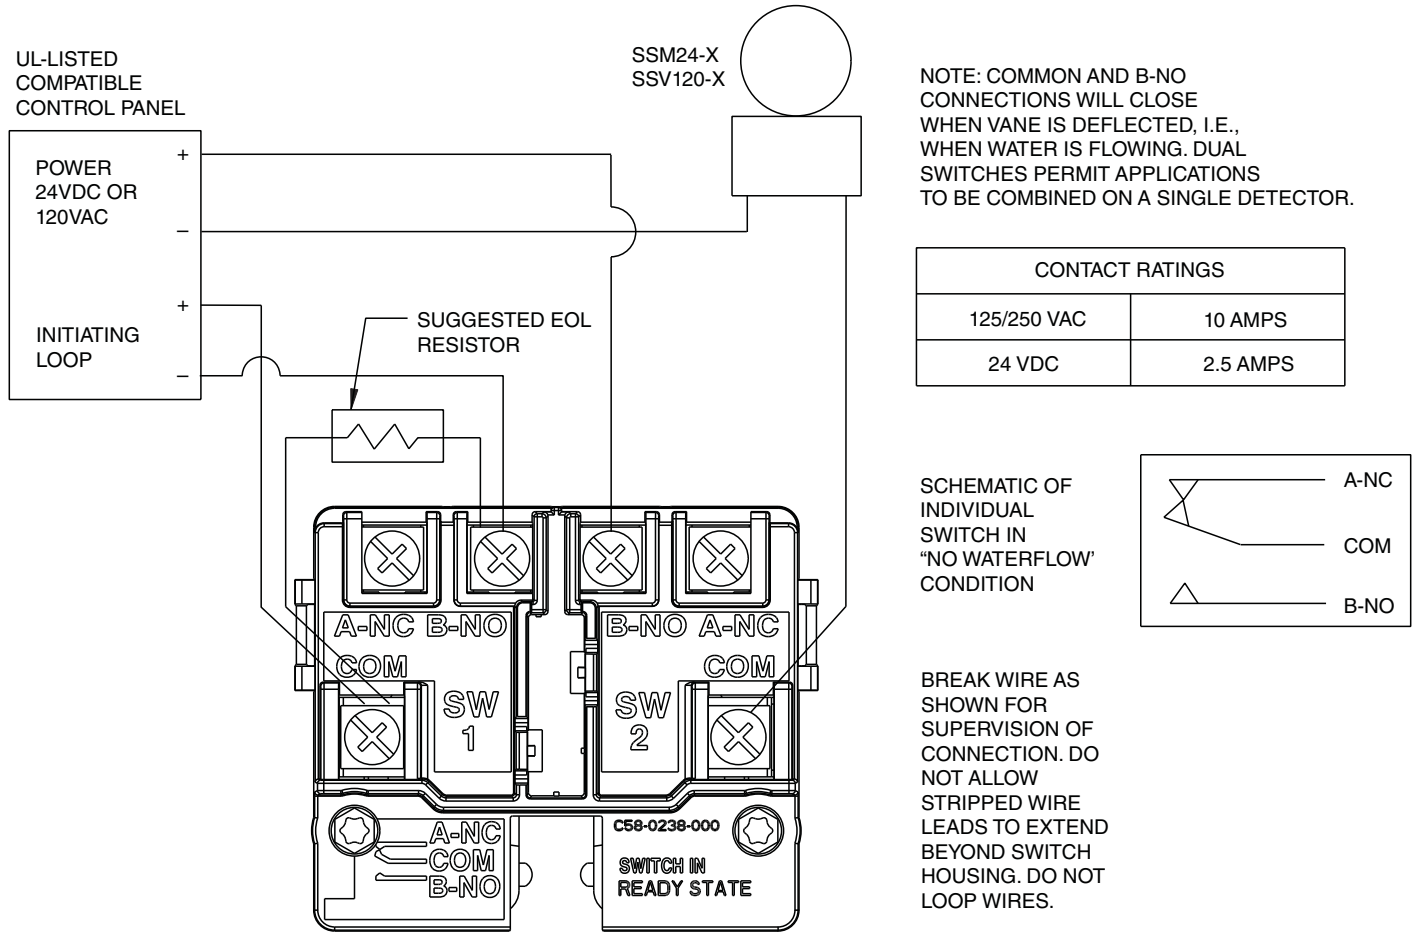 UL-LISTED
COMPATIBLE
CONTROL PANEL
POWER
24VDC OR
120VAC
+
–
INITIATING
LOOP
+
–
SSM24-X
SSV120-X
SUGGESTED EOL
RESISTOR
A-NC B-NO
COM
SW
1
B-NO A-NC
COM
SW
2
A-NC
COM
B-NO
C58-0238-000
SWITCH IN
READY STATE
NOTE: COMMON AND B-NO
CONNECTIONS WILL CLOSE
WHEN VANE IS DEFLECTED, I.E.,
WHEN WATER IS FLOWING. DUAL
SWITCHES PERMIT APPLICATIONS
TO BE COMBINED ON A SINGLE DETECTOR.
CONTACT RATINGS
125/250 VAC 10 AMPS
24 VDC 2.5 AMPS
SCHEMATIC OF
INDIVIDUAL
SWITCH IN
“NO WATERFLOW’
CONDITION
A-NC
COM
B-NO
BREAK WIRE AS
SHOWN FOR
SUPERVISION OF
CONNECTION. DO
NOT ALLOW
STRIPPED WIRE
LEADS TO EXTEND
BEYOND SWITCH
HOUSING. DO NOT
LOOP WIRES.